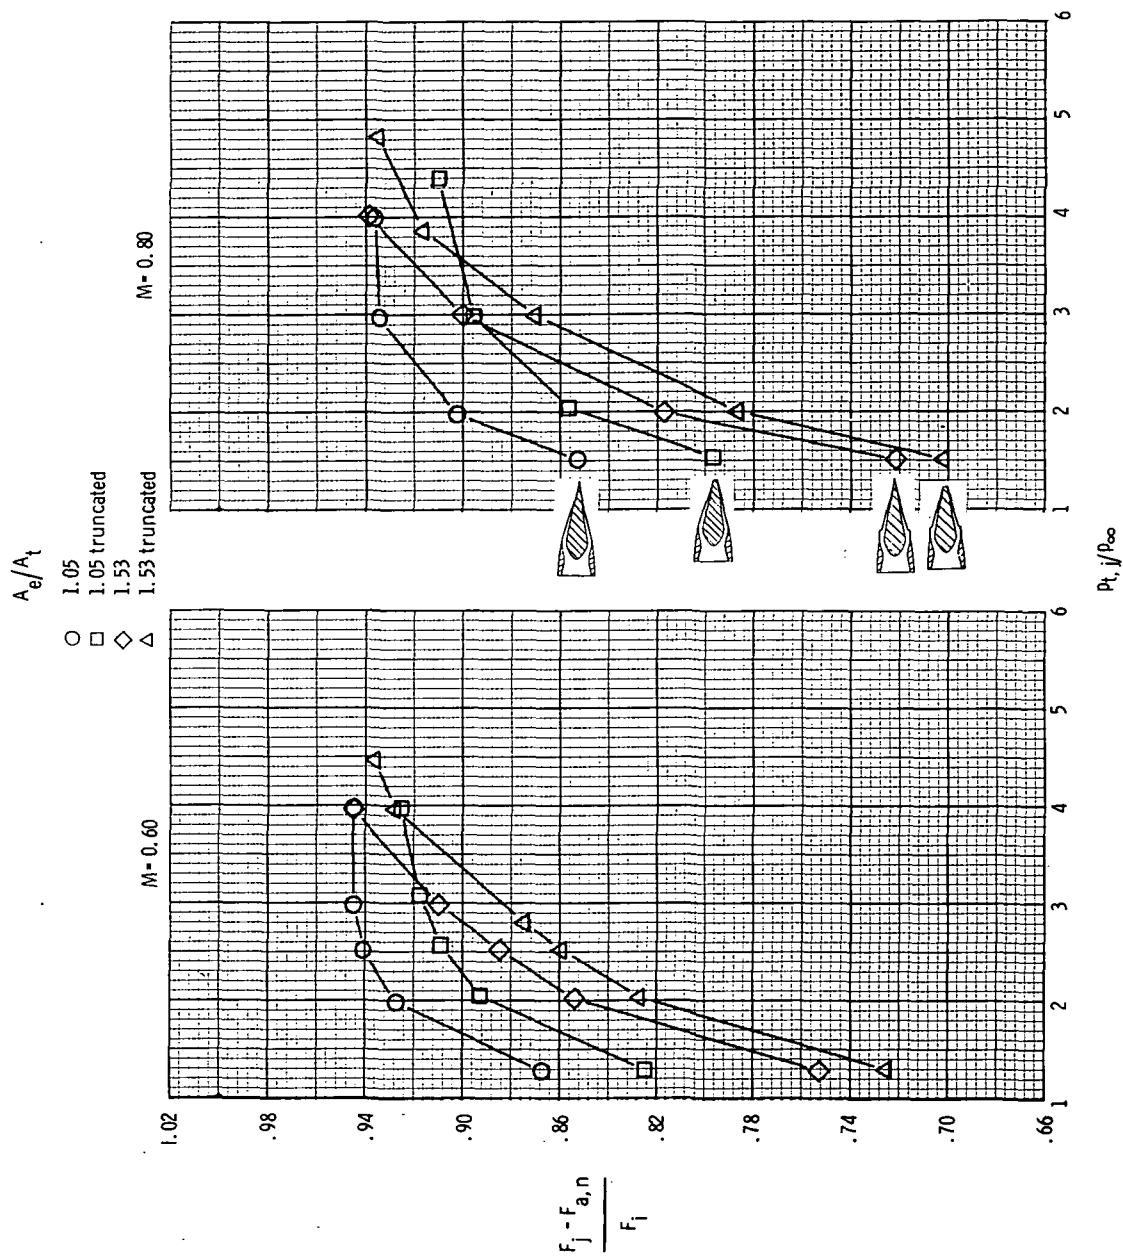 A_e/A_t
1.05
1.05 truncated
1.53
1.53 truncated
M = 0.60
M = 0.80
1.02
.98
.94
.90
.86
.82
.78
.74
.70
.66
F_j - F_a,n
F_i
1 2 3 4 5 6
1 2 3 4 5 6
p_t,j/p_∞